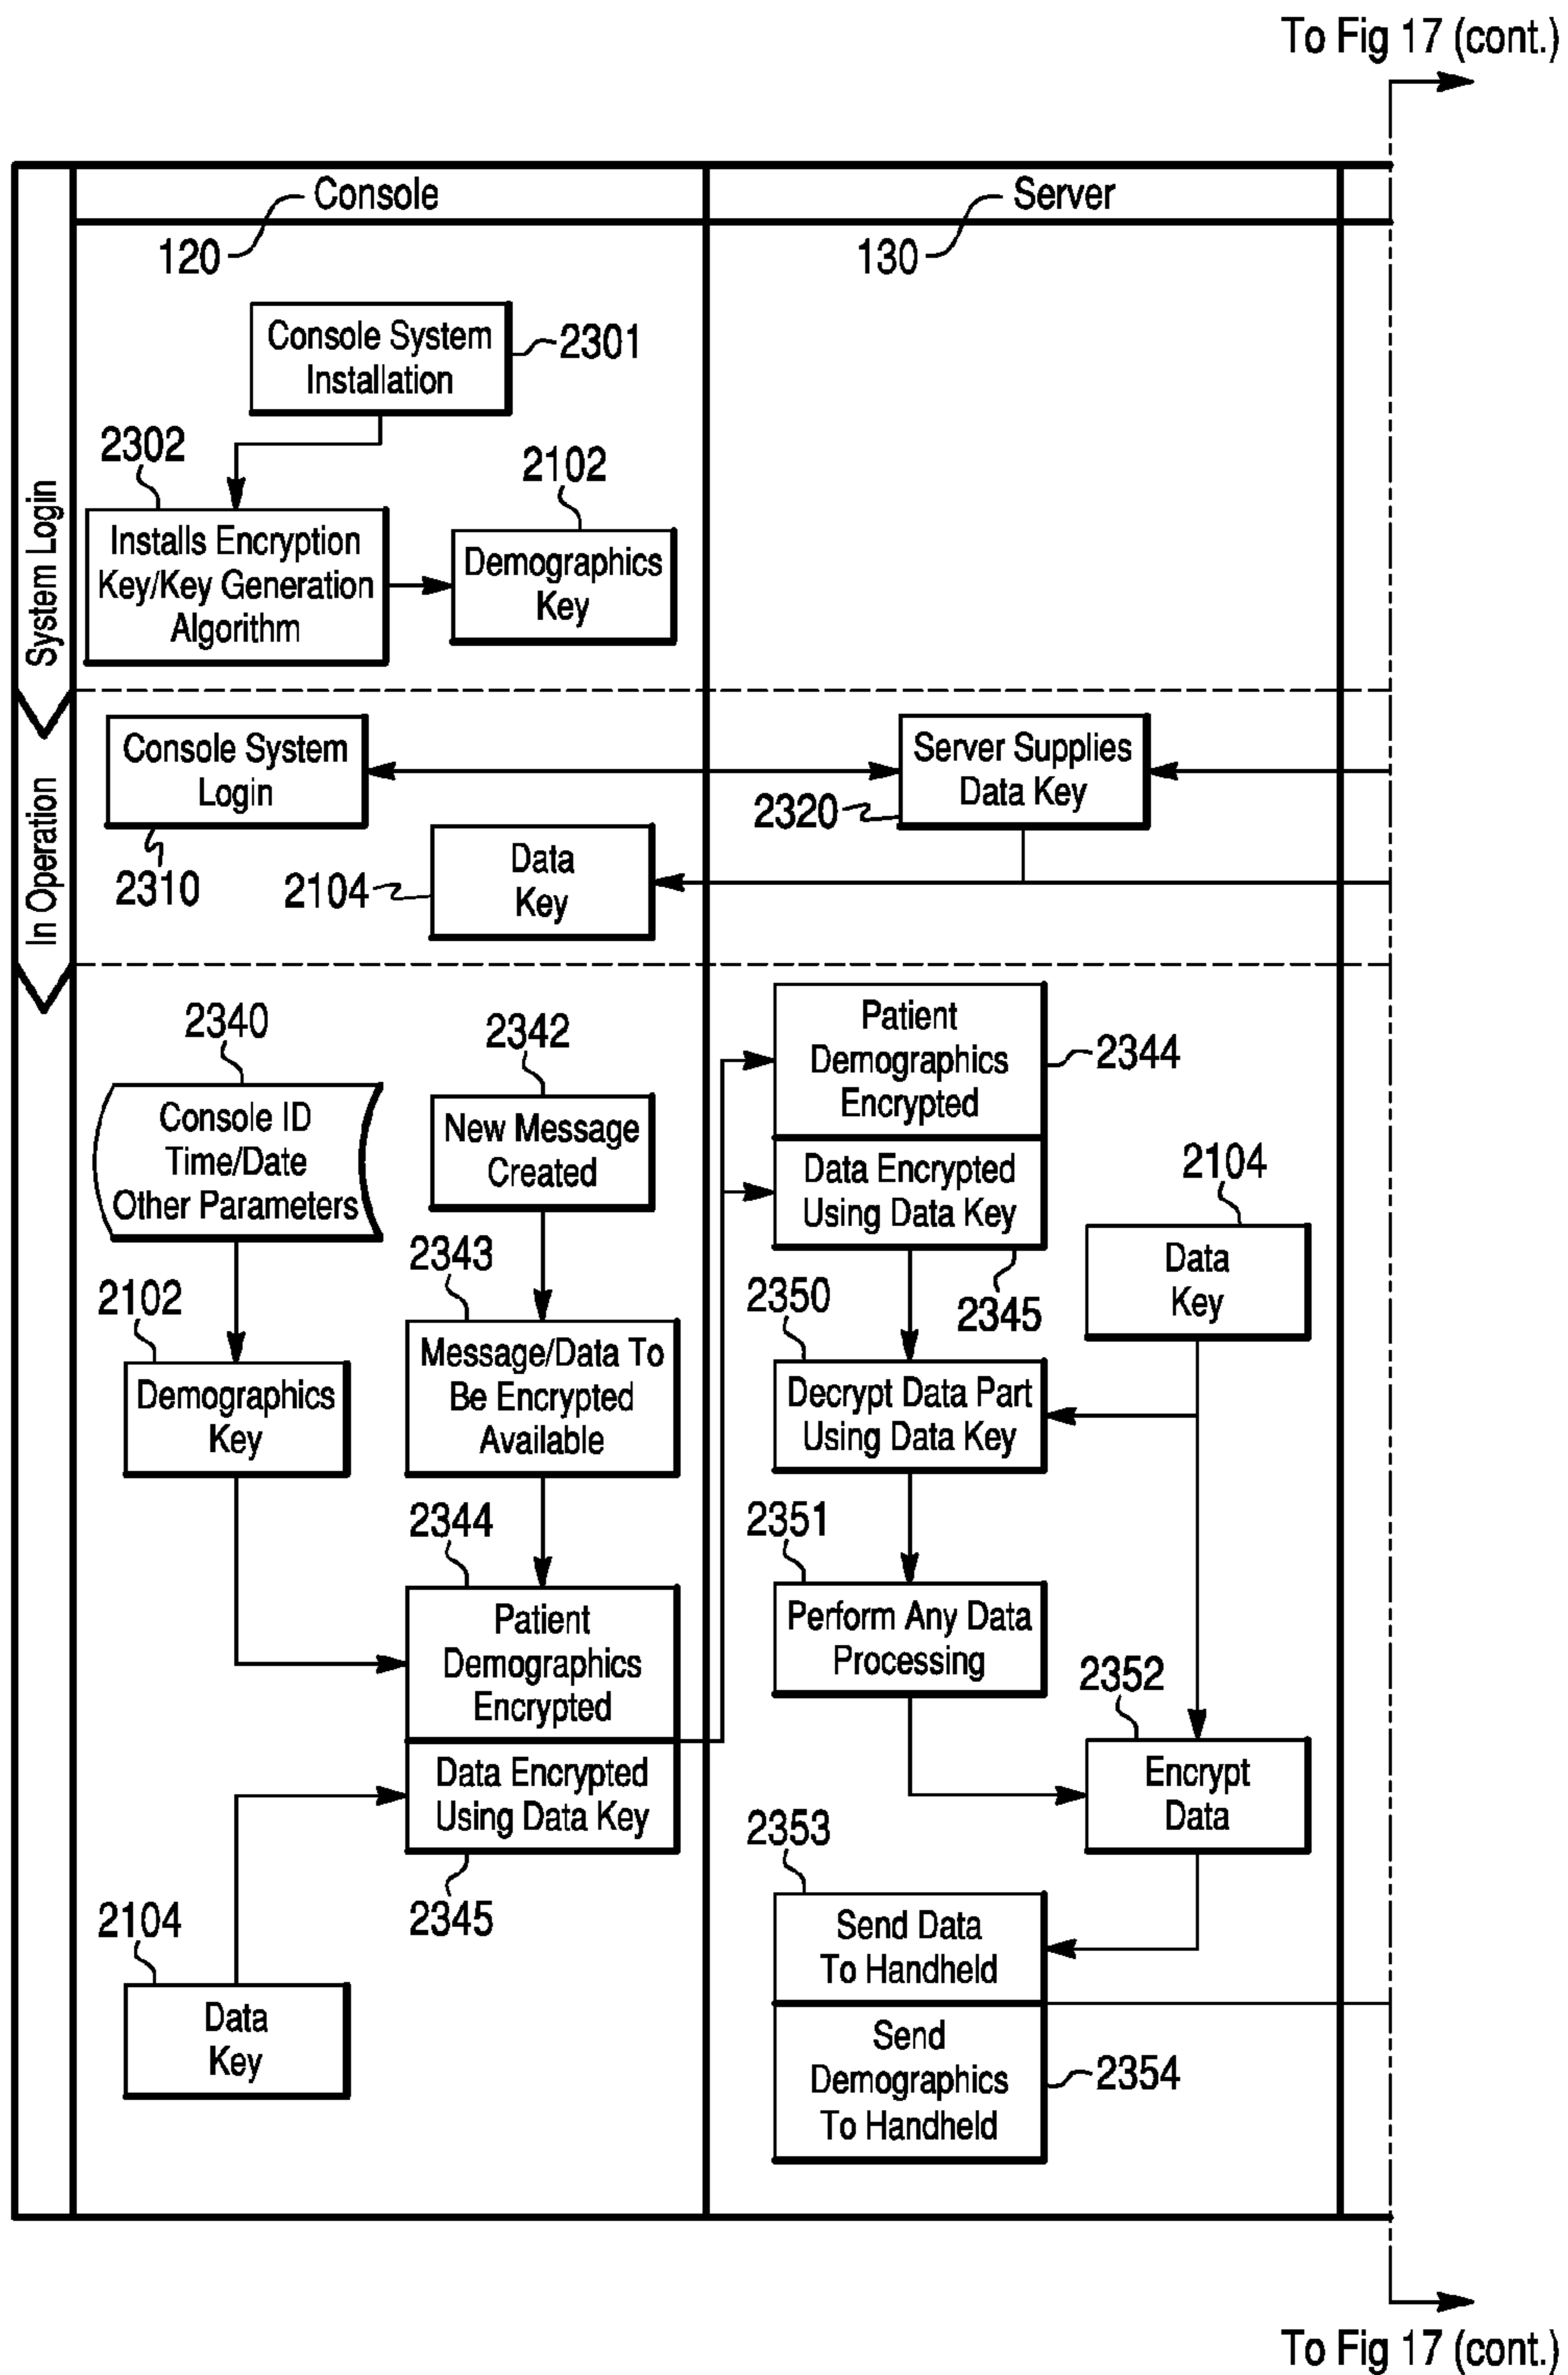 To Fig 17 (cont.)
Console
Server
120
130
System Login
Console System
Installation
2301
2302
2102
Installs Encryption
Key/Key Generation
Algorithm
Demographics
Key
In Operation
Console System
Login
2310
Server Supplies
Data Key
2320
Data
Key
2104
2340
Console ID
Time/Date
Other Parameters
2342
New Message
Created
2102
Demographics
Key
2343
Message/Data To
Be Encrypted
Available
2344
Patient
Demographics
Encrypted
Data Encrypted
Using Data Key
2345
2104
Data
Key
Patient
Demographics
Encrypted
2344
Data Encrypted
Using Data Key
2345
2104
Data
Key
2350
Decrypt Data Part
Using Data Key
2351
Perform Any Data
Processing
2352
Encrypt
Data
2353
Send Data
To Handheld
Send
Demographics
To Handheld
2354
To Fig 17 (cont.)